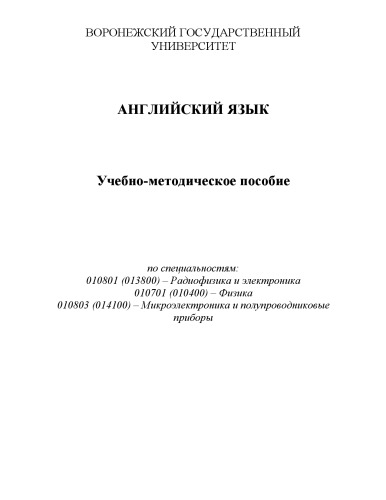 ВОРОНЕЖСКИЙ ГОСУДАРСТВЕННЫЙ
УНИВЕРСИТЕТ
АНГЛИЙСКИЙ ЯЗЫК
Учебно-методическое пособие
по специальностям:
010801 (013800) – Радиофизика и электроника
010701 (010400) – Физика
010803 (014100) – Микроэлектроника и полупроводниковые
приборы